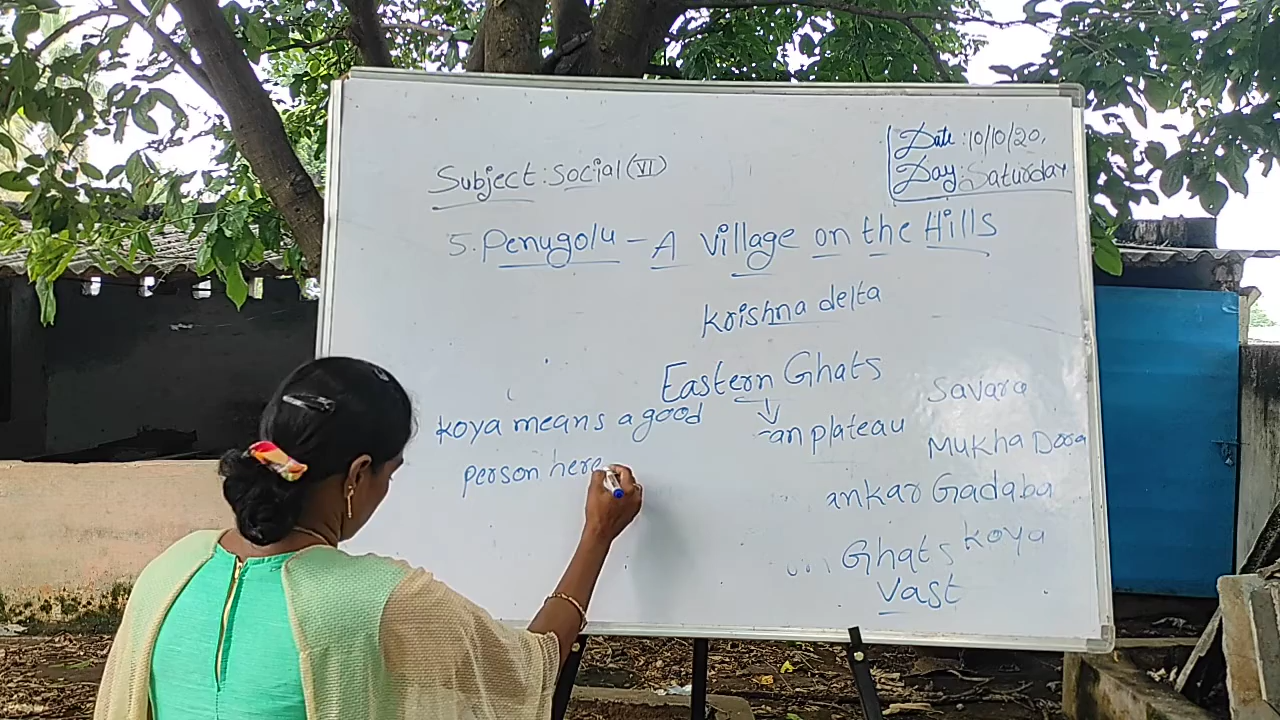 Date : 10/10/20,
Day: Saturday
Subject : Social (VI)
5. Penugolu - A Village on the Hills
Krishna delta
Eastern Ghats
Savara
koya means a good
an plateau
Mukha Dora
person here
Gadaba
Ghats koya
Vast